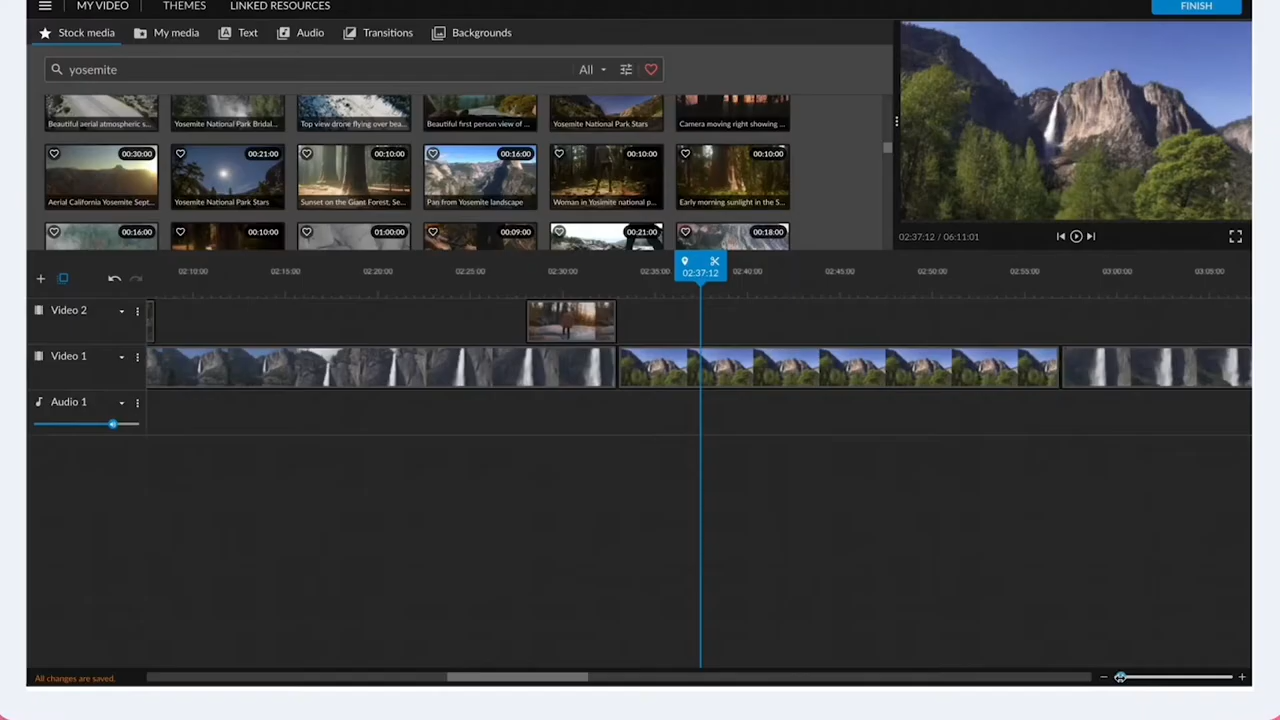 MY VIDEO THEMES LINKED RESOURCES FINISH
Stock media My media Text Audio Transitions Backgrounds
yosemite All
Beautiful aerial atmospheric s... Yosemite National Park Bridal... Top view drone flying over bea... Beautiful first person view of ... Yosemite National Park Stars Camera moving right showing ...
00:30:00 00:21:00 00:10:00 00:16:00 00:10:00 00:10:00
Aerial California Yosemite Sept... Yosemite National Park Stars Sunset on the Giant Forest, Se... Pan from Yosemite landscape Woman in Yosimite national p... Early morning sunlight in the S...
00:16:00 00:10:00 01:00:00 00:09:00 00:21:00 00:18:00
02:37:12 / 06:11:01
02:10:00 02:15:00 02:20:00 02:25:00 02:30:00 02:35:00 02:37:12 02:40:00 02:45:00 02:50:00 02:55:00 03:00:00 03:05:00
Video 2
Video 1
Audio 1
All changes are saved.